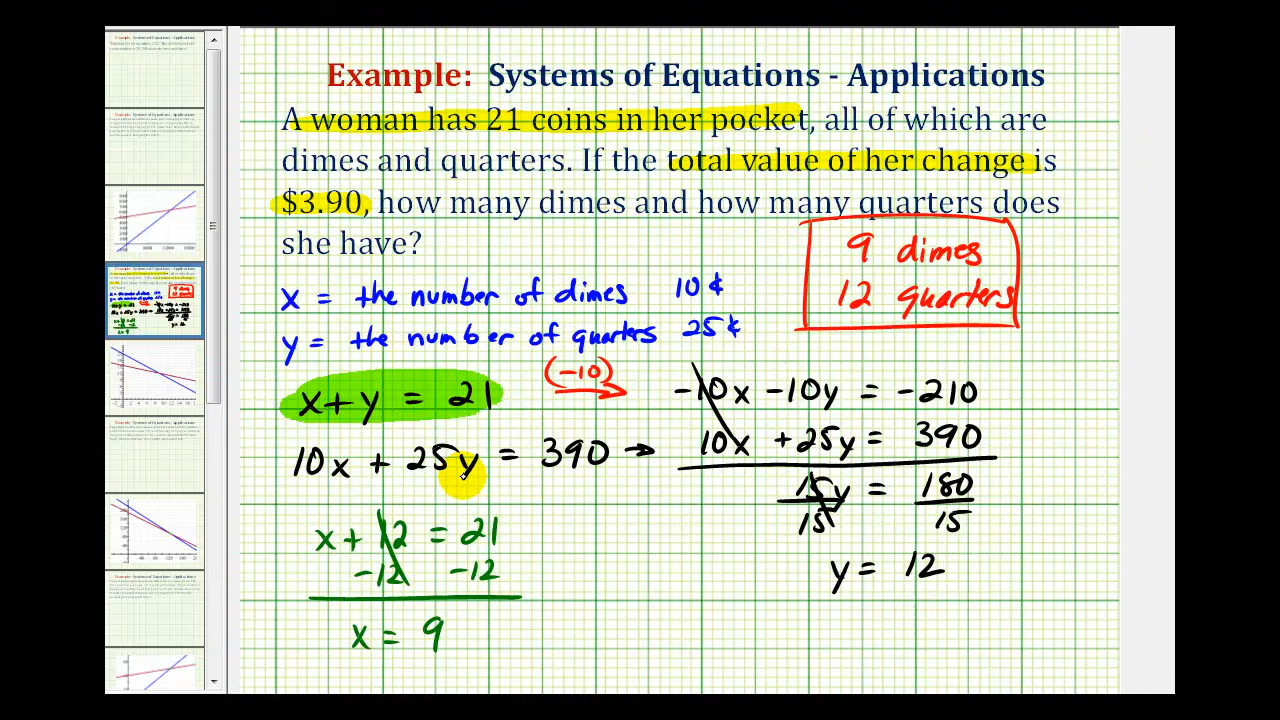 Example: Systems of Equations - Applications
A woman has 21 coins in her pocket, all of which are
dimes and quarters. If the total value of her change is
$3.90, how many dimes and how many quarters does
she have?
9 dimes
12 quarters
x = the number of dimes 10¢
y = the number of quarters 25¢
x + y = 21
(-10)
10x + 25y = 390 →
-10x - 10y = -210
10x + 25y = 390
15y = 180
15 15
y = 12
x + 12 = 21
-12 -12
x = 9